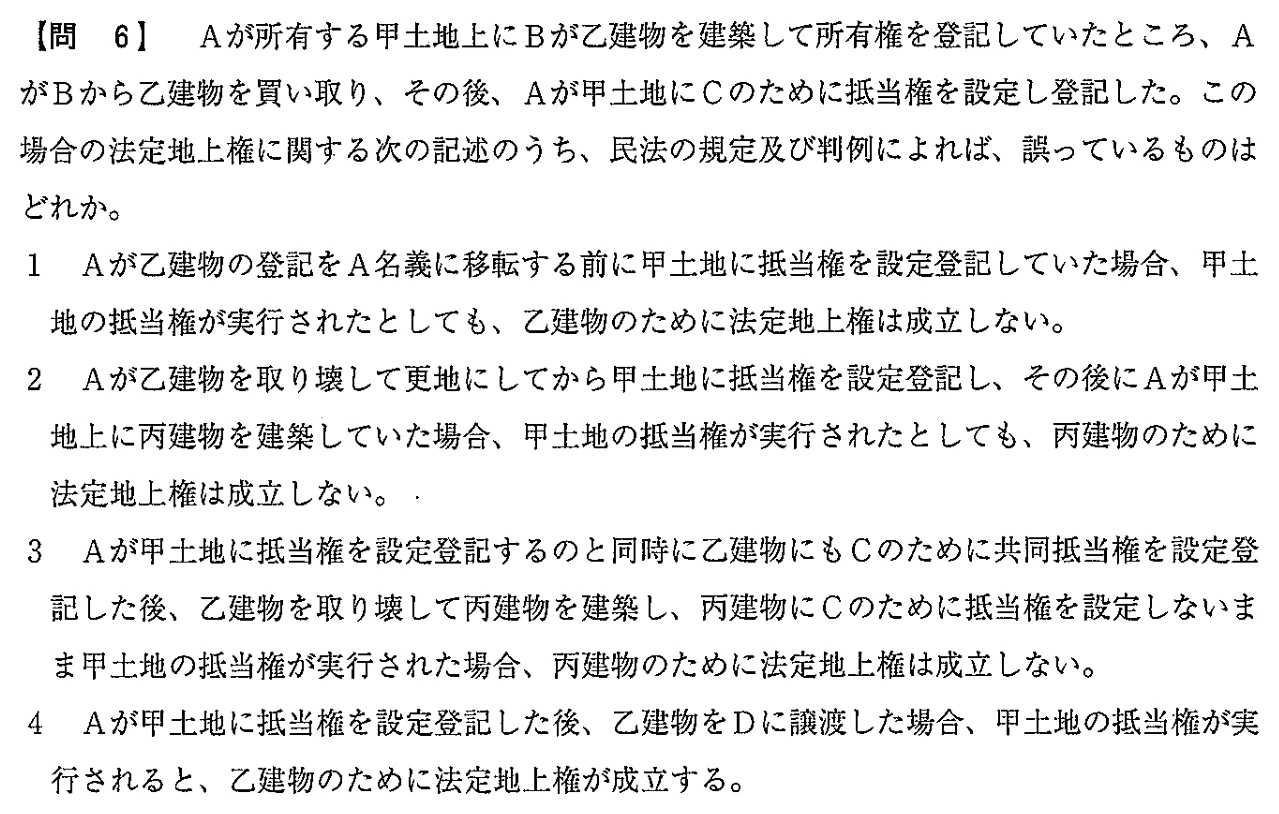 【問　6】　Aが所有する甲土地上にBが乙建物を建築して所有権を登記していたところ、A
がBから乙建物を買い取り、その後、Aが甲土地にCのために抵当権を設定し登記した。この
場合の法定地上権に関する次の記述のうち、民法の規定及び判例によれば、誤っているものは
どれか。
1　Aが乙建物の登記をA名義に移転する前に甲土地に抵当権を設定登記していた場合、甲土
地の抵当権が実行されたとしても、乙建物のために法定地上権は成立しない。
2　Aが乙建物を取り壊して更地にしてから甲土地に抵当権を設定登記し、その後にAが甲土
地上に丙建物を建築していた場合、甲土地の抵当権が実行されたとしても、丙建物のために
法定地上権は成立しない。
3　Aが甲土地に抵当権を設定登記するのと同時に乙建物にもCのために共同抵当権を設定登
記した後、乙建物を取り壊して丙建物を建築し、丙建物にCのために抵当権を設定しないま
ま甲土地の抵当権が実行された場合、丙建物のために法定地上権は成立しない。
4　Aが甲土地に抵当権を設定登記した後、乙建物をDに譲渡した場合、甲土地の抵当権が実
行されると、乙建物のために法定地上権が成立する。